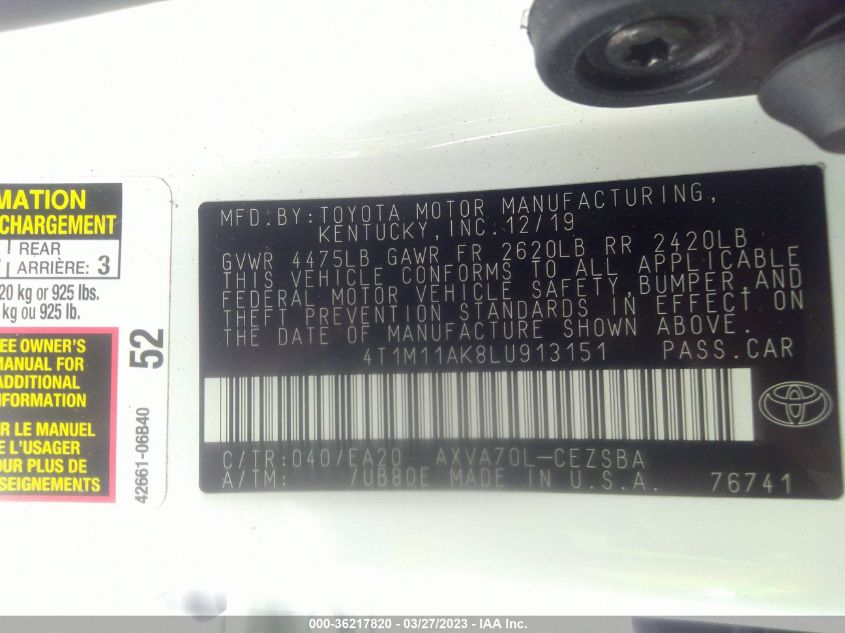 MATION
CHARGEMENT
REAR
ARRIÈRE: 3
20 kg or 925 lbs.
kg ou 925 lb.
EE OWNER'S
MANUAL FOR
ADDITIONAL
NFORMATION
R LE MANUEL
E L'USAGER
OUR PLUS DE
SEIGNEMENTS
52
42661-06B40
MFD.BY:TOYOTA MOTOR MANUFACTURING,
KENTUCKY,INC.12/19
GVWR 4475LB GAWR FR 2620LB RR 2420LB
THIS VEHICLE CONFORMS TO ALL APPLICABLE
FEDERAL MOTOR VEHICLE SAFETY,BUMPER,AND
THEFT PREVENTION STANDARDS IN EFFECT ON
THE DATE OF MANUFACTURE SHOWN ABOVE.
4T1M11AK8LU913151 PASS.CAR
C/TR:040/EA20 AXVA70L-CEZSBA
A/TM: /UB80E MADE IN U.S.A. 76741
000-36217820 - 03/27/2023 - IAA Inc.